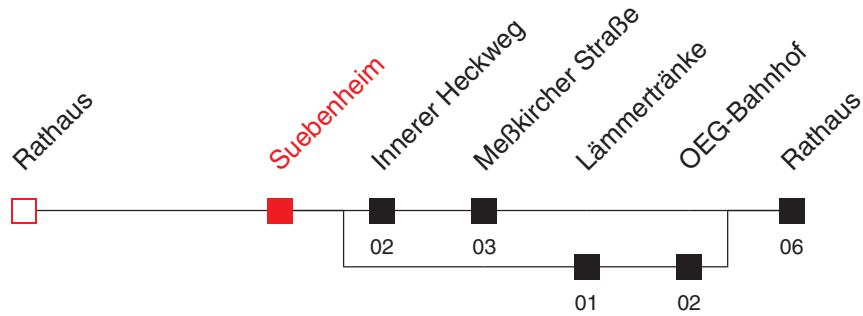 Rathaus
Suebenheim
Innerer Heckweg
Meßkircher Straße
Lämmertränke
OEG-Bahnhof
Rathaus
02
03
06
01
02